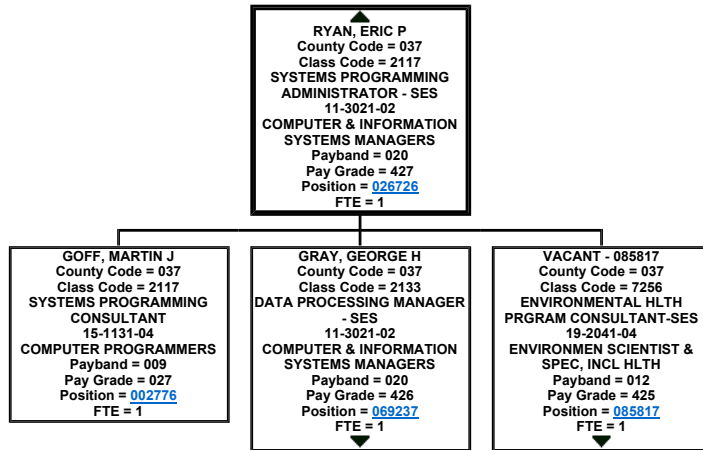 RYAN, ERIC P
County Code = 037
Class Code = 2117
SYSTEMS PROGRAMMING
ADMINISTRATOR - SES
11-3021-02
COMPUTER & INFORMATION
SYSTEMS MANAGERS
Payband = 020
Pay Grade = 427
Position = 026726
FTE = 1
GOFF, MARTIN J
County Code = 037
Class Code = 2117
SYSTEMS PROGRAMMING
CONSULTANT
15-1131-04
COMPUTER PROGRAMMERS
Payband = 009
Pay Grade = 027
Position = 002776
FTE = 1
GRAY, GEORGE H
County Code = 037
Class Code = 2133
DATA PROCESSING MANAGER
- SES
11-3021-02
COMPUTER & INFORMATION
SYSTEMS MANAGERS
Payband = 020
Pay Grade = 426
Position = 069237
FTE = 1
VACANT - 085817
County Code = 037
Class Code = 7256
ENVIRONMENTAL HLTH
PRGRAM CONSULTANT-SES
19-2041-04
ENVIRONMEN SCIENTIST &
SPEC, INCL HLTH
Payband = 012
Pay Grade = 425
Position = 085817
FTE = 1